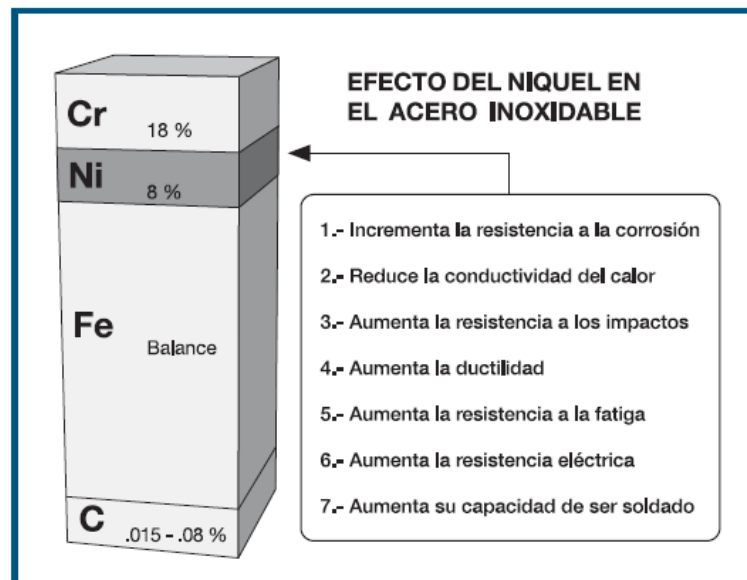 EFECTO DEL NIQUEL EN
EL ACERO INOXIDABLE
Cr 18 %
Ni 8 %
Fe Balance
C .015 - .08 %
1.- Incrementa la resistencia a la corrosión
2.- Reduce la conductividad del calor
3.- Aumenta la resistencia a los impactos
4.- Aumenta la ductilidad
5.- Aumenta la resistencia a la fatiga
6.- Aumenta la resistencia eléctrica
7.- Aumenta su capacidad de ser soldado